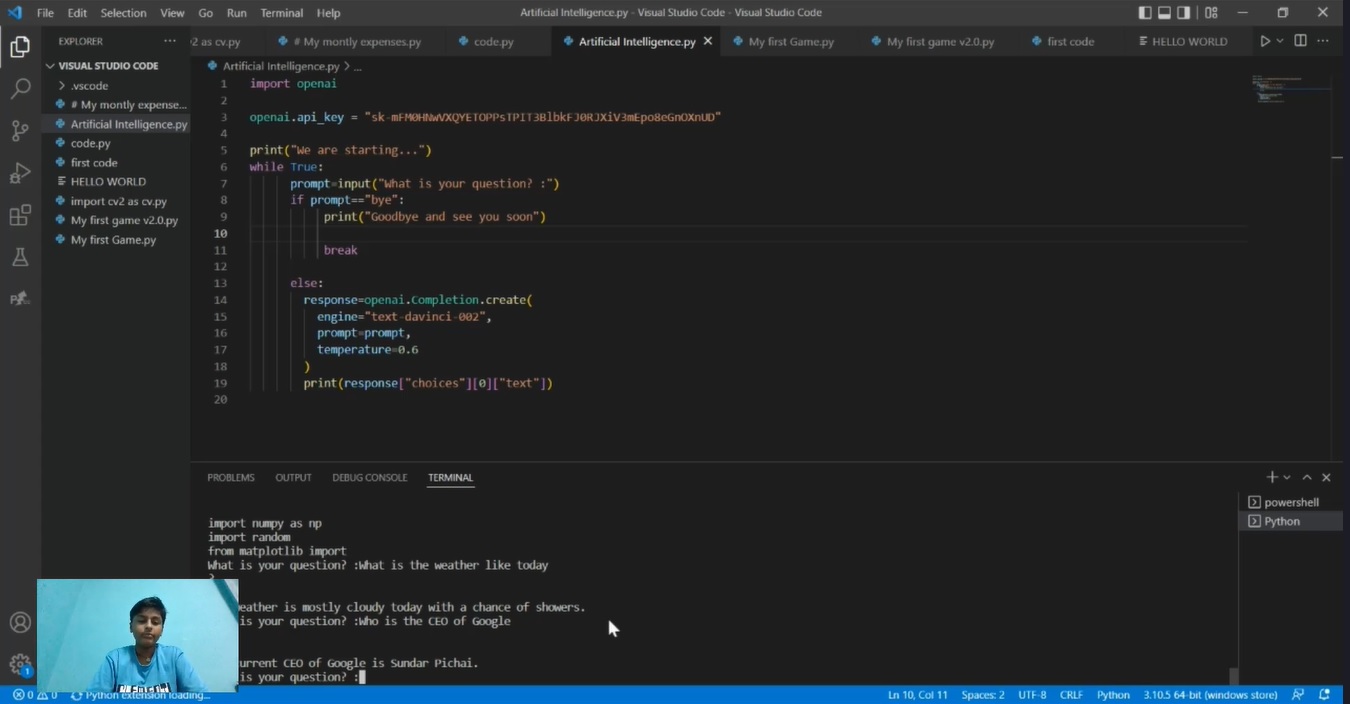 File Edit Selection View Go Run Terminal Help
Artificial Intelligence.py - Visual Studio Code - Visual Studio Code
EXPLORER
v2 as cv.py
# My montly expenses.py
code.py
Artificial Intelligence.py
My first Game.py
My first game v2.0.py
first code
HELLO WORLD
VISUAL STUDIO CODE
.vscode
# My montly expense...
Artificial Intelligence.py
code.py
first code
HELLO WORLD
import cv2 as cv.py
My first game v2.0.py
My first Game.py
Artificial Intelligence.py > ...
1 import openai
2
3 openai.api_key = " "
4
5 print("We are starting...")
6 while True:
7 prompt=input("What is your question? :")
8 if prompt=="bye":
9 print("Goodbye and see you soon")
10
11 break
12
13 else:
14 response=openai.Completion.create(
15 engine="text-davinci-002",
16 prompt=prompt,
17 temperature=0.6
18 )
19 print(response["choices"][0]["text"])
20
PROBLEMS OUTPUT DEBUG CONSOLE TERMINAL
powershell
Python
import numpy as np
import random
from matplotlib import
What is your question? :What is the weather like today
?
eather is mostly cloudy today with a chance of showers.
is your question? :Who is the CEO of Google
urrent CEO of Google is Sundar Pichai.
is your question? :
1
0 0 Python extension loading...
Ln 10, Col 11 Spaces: 2 UTF-8 CRLF Python 3.10.5 64-bit (windows store)